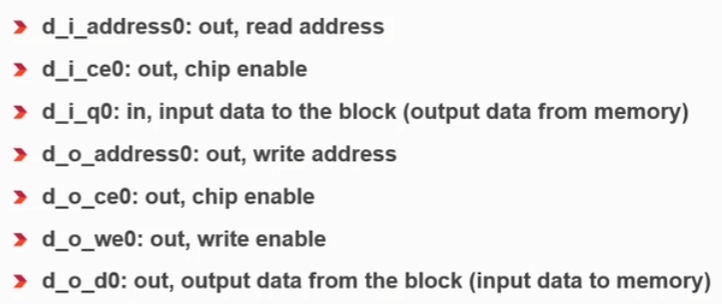 d_i_address0: out, read address
d_i_ce0: out, chip enable
d_i_q0: in, input data to the block (output data from memory)
d_o_address0: out, write address
d_o_ce0: out, chip enable
d_o_we0: out, write enable
d_o_d0: out, output data from the block (input data to memory)